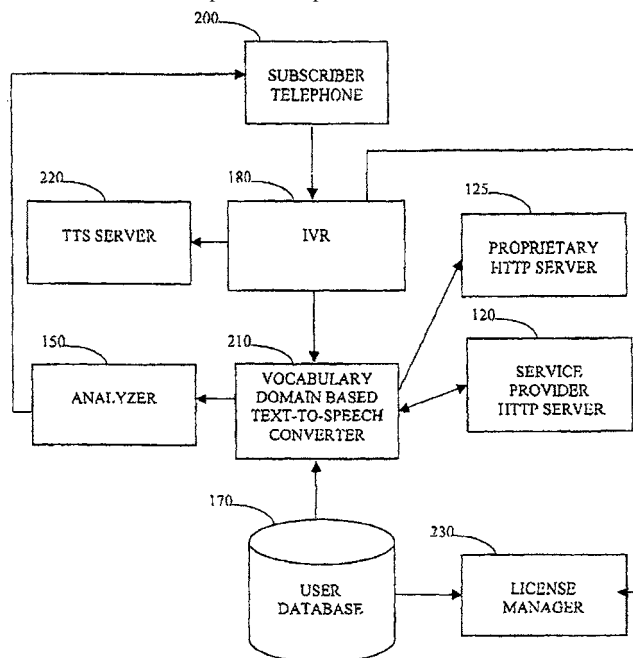 200
SUBSCRIBER
TELEPHONE
220
180
125
TTS SERVER
IVR
PROPRIETARY
HTTP SERVER
150
210
120
ANALYZER
VOCABULARY
DOMAIN BASED
TEXT-TO-SPEECH
CONVERTER
SERVICE
PROVIDER
HTTP SERVER
170
230
USER
DATABASE
LICENSE
MANAGER